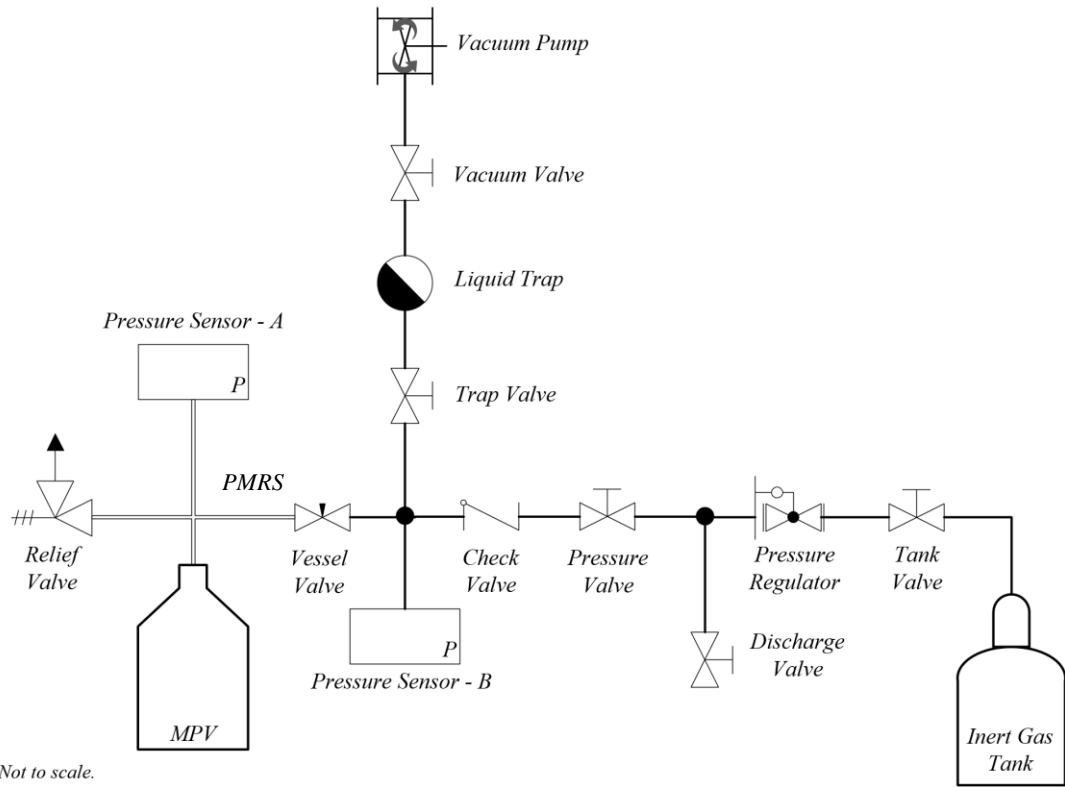 Vacuum Pump
Vacuum Valve
Liquid Trap
Pressure Sensor - A
P
Trap Valve
PMRS
Relief
Valve
Vessel
Valve
Check
Valve
Pressure
Valve
Pressure
Regulator
Tank
Valve
P
Pressure Sensor - B
Discharge
Valve
MPV
Inert Gas
Tank
Not to scale.